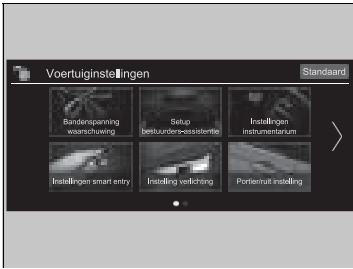 Voertuiginstellingen
Standaard
Bandenspanning
waarschuwing
Setup
bestuurders-assistentie
Instellingen
instrumentarium
Instellingen smart entry
Instelling verlichting
Portier/ruit instelling